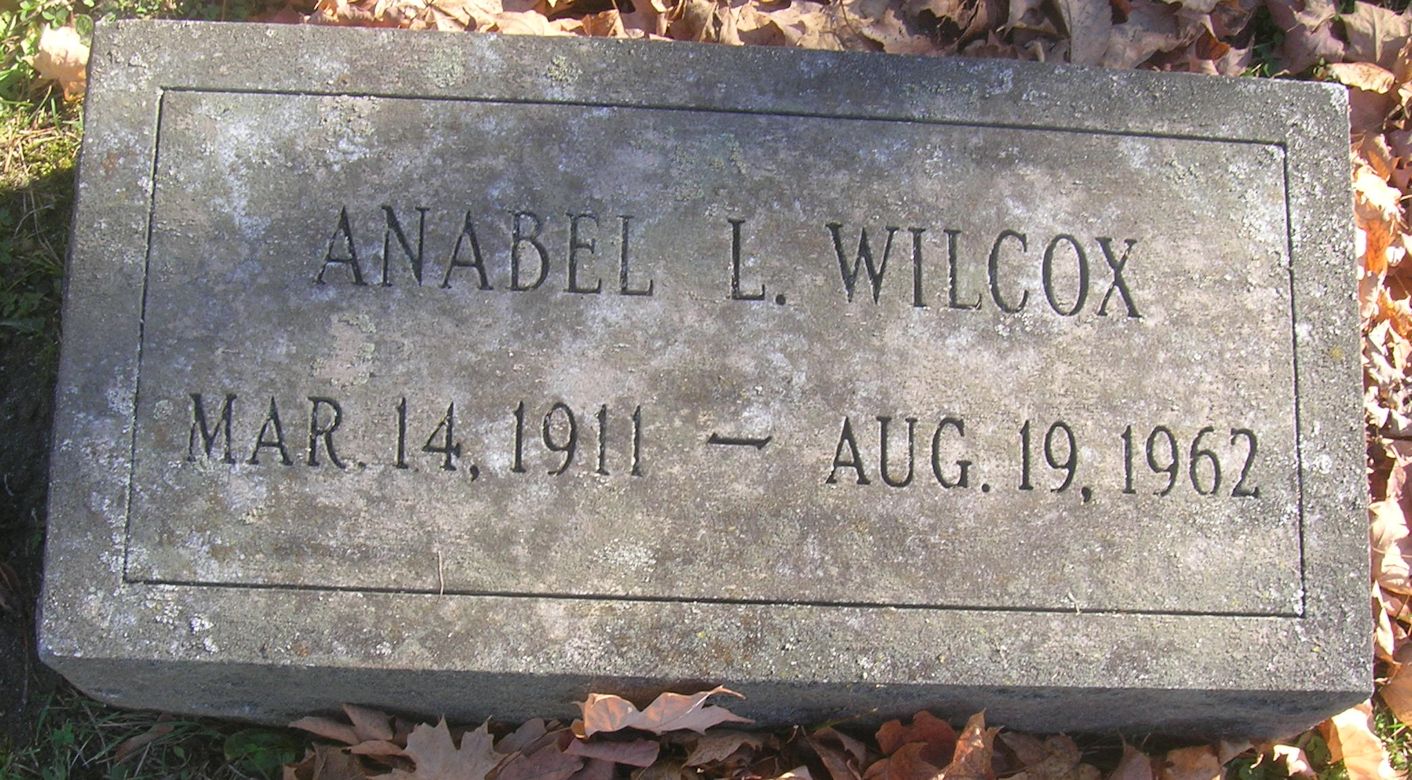 ANABEL L. WILCOX
MAR. 14, 1911 – AUG. 19, 1962